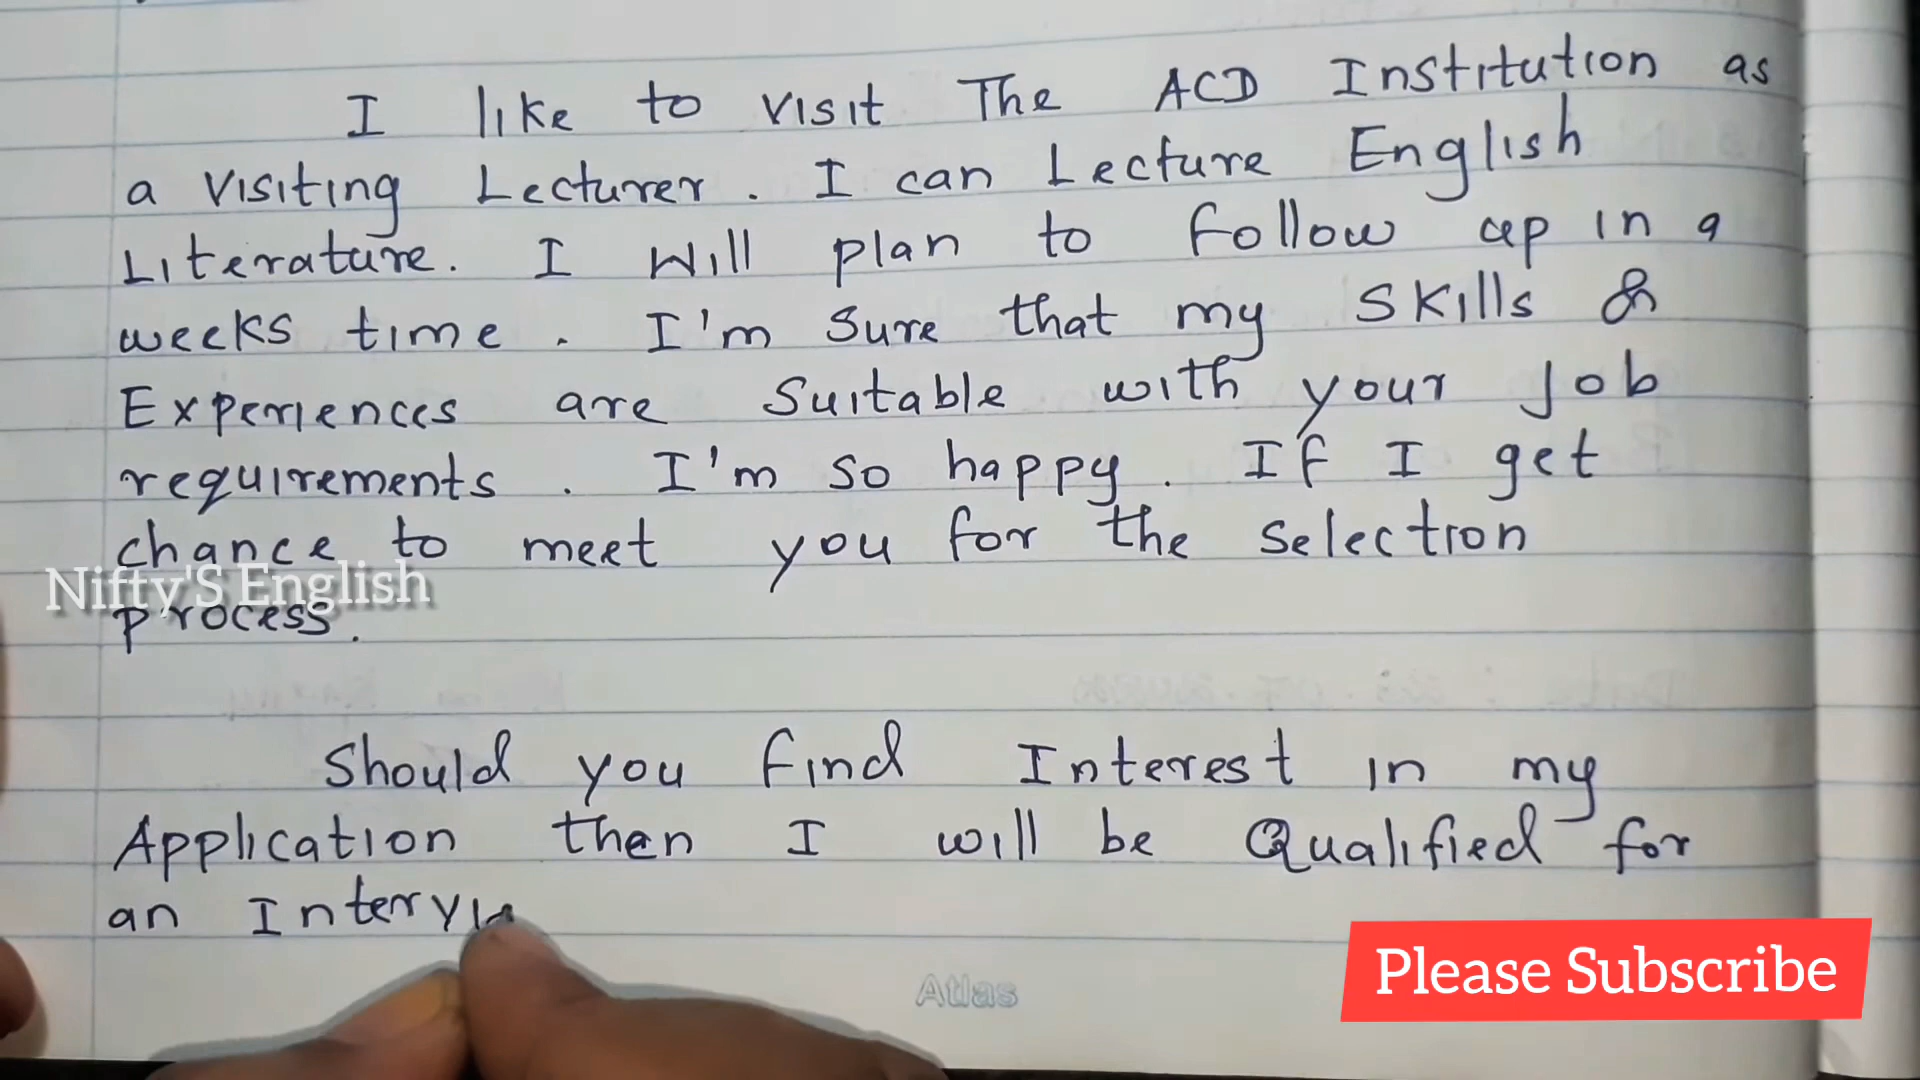 I like to visit The ACD Institution as
a visiting Lecturer. I can Lecture English
Literature. I Will plan to follow up in a
weeks time. I'm Sure that my Skills &
Experiences are Suitable with your Job
requirements. I'm so happy. If I get
chance to meet you for the Selection
Nifty'S English
process.
Should you find Interest in my
Application then I will be Qualified for
an
Please Subscribe
Atlas